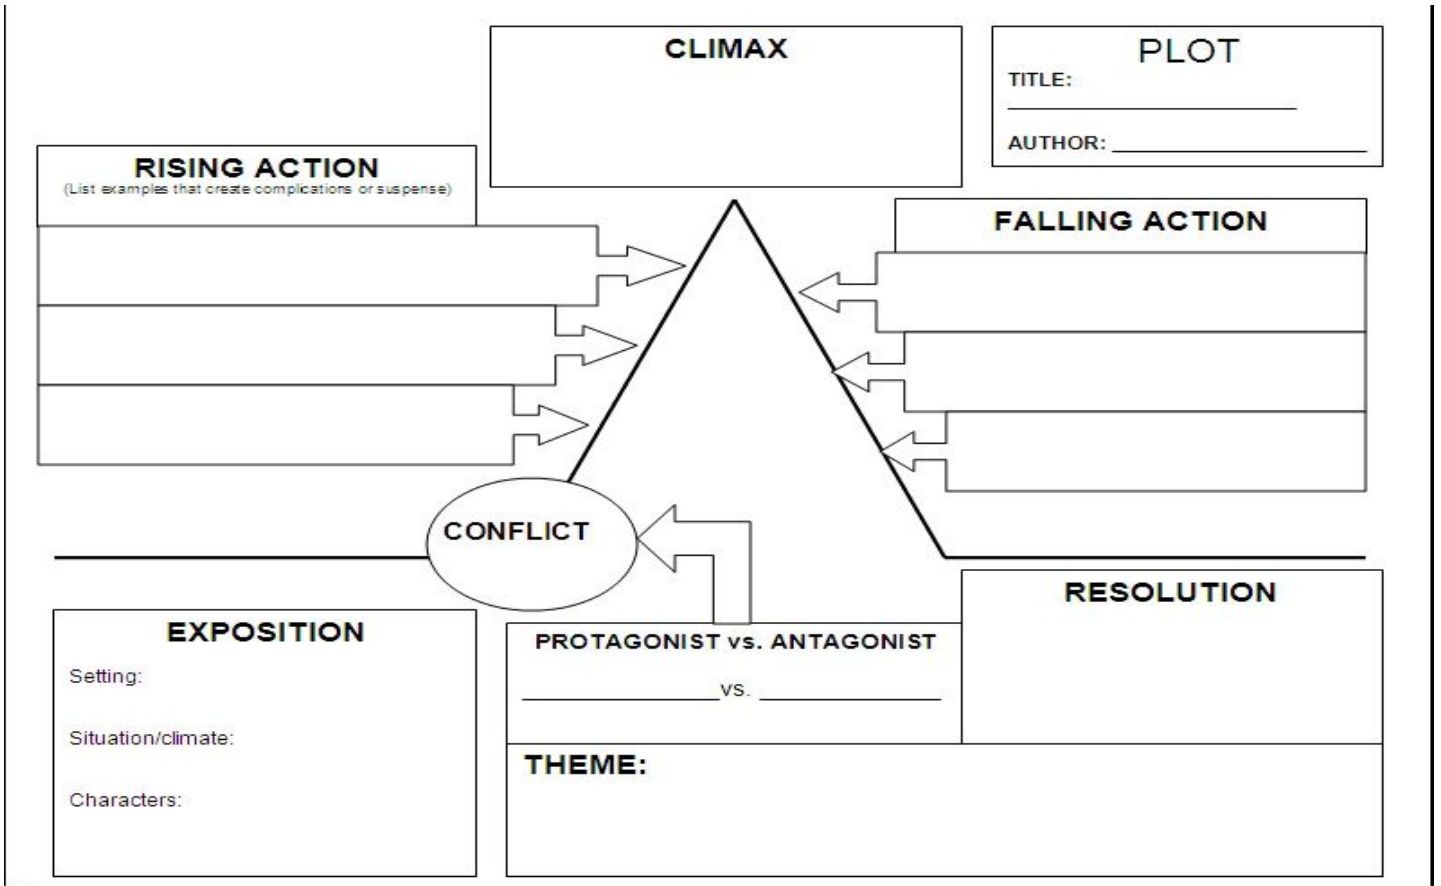 CLIMAX
PLOT
TITLE:
AUTHOR:
RISING ACTION
(List examples that create complications or suspense)
FALLING ACTION
CONFLICT
EXPOSITION
Setting:
Situation/climate:
Characters:
PROTAGONIST vs. ANTAGONIST
vs.
RESOLUTION
THEME: